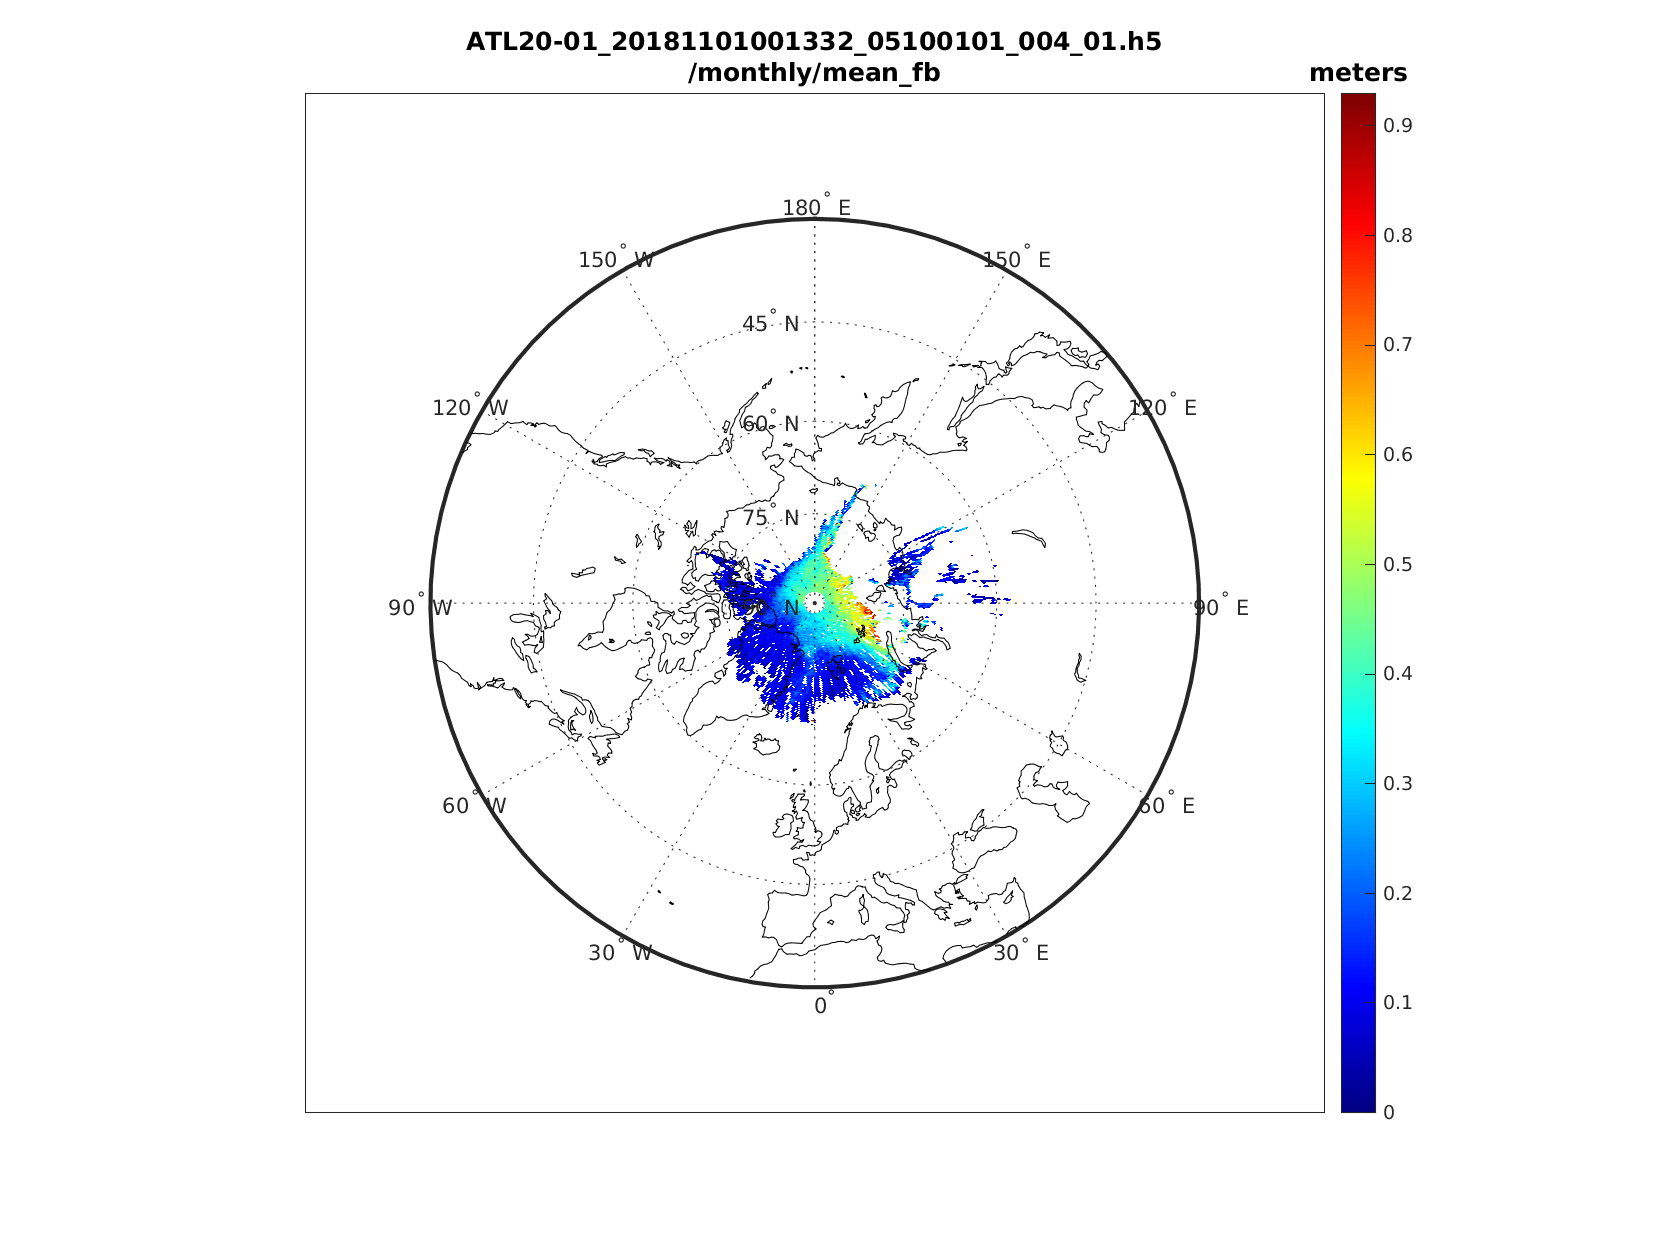 ATL20-01_20181101001332_05100101_004_01.h5
/monthly/mean_fb
meters
180° E
150° W
150° E
45° N
120° W
120° E
60° N
75° N
90° W
N
90° E
60° W
60° E
30° W
30° E
0°
0.9
0.8
0.7
0.6
0.5
0.4
0.3
0.2
0.1
0